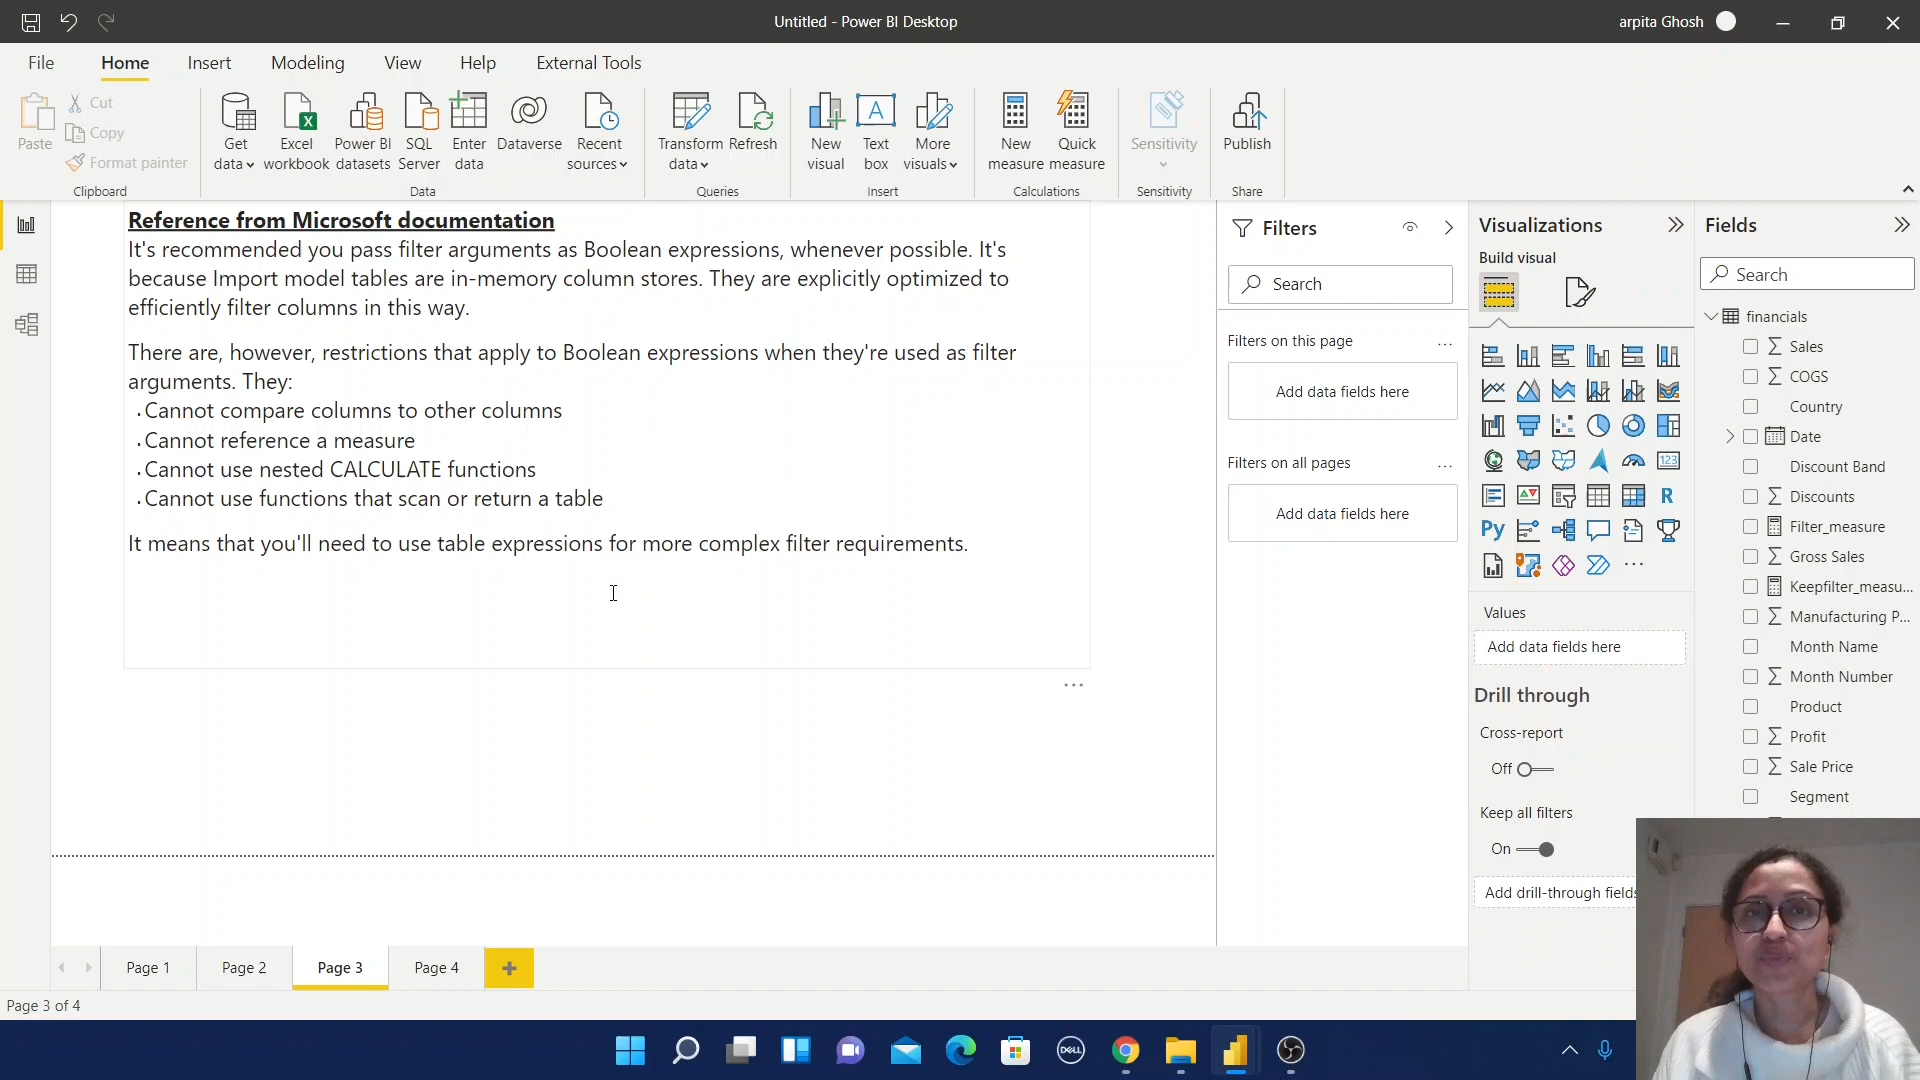 Untitled - Power BI Desktop
arpita Ghosh
File Home Insert Modeling View Help External Tools
Paste
Cut
Copy
Format painter
Clipboard
Get data
Excel workbook
Power BI datasets
SQL Server
Enter data
Dataverse
Recent sources
Data
Transform data
Refresh
Queries
New visual
Text box
More visuals
Insert
New measure
Quick measure
Calculations
Sensitivity
Sensitivity
Publish
Share
Reference from Microsoft documentation
It's recommended you pass filter arguments as Boolean expressions, whenever possible. It's
because Import model tables are in-memory column stores. They are explicitly optimized to
efficiently filter columns in this way.
There are, however, restrictions that apply to Boolean expressions when they're used as filter
arguments. They:
.Cannot compare columns to other columns
.Cannot reference a measure
.Cannot use nested CALCULATE functions
.Cannot use functions that scan or return a table
It means that you'll need to use table expressions for more complex filter requirements.
...
Filters
Search
Filters on this page ...
Add data fields here
Filters on all pages ...
Add data fields here
Visualizations
Build visual
123
R
Py
...
Values
Add data fields here
Drill through
Cross-report
Off
Keep all filters
On
Add drill-through fields
Fields
Search
financials
Sales
COGS
Country
Date
Discount Band
Discounts
Filter_measure
Gross Sales
Keepfilter_measu...
Manufacturing P...
Month Name
Month Number
Product
Profit
Sale Price
Segment
Page 1 Page 2 Page 3 Page 4 +
Page 3 of 4
DELL